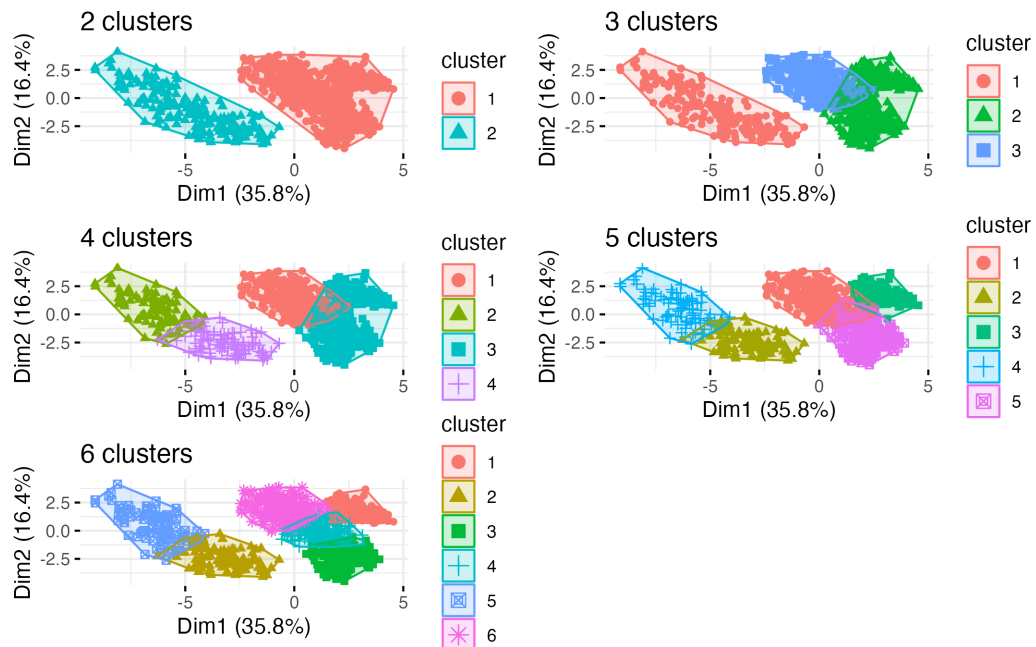 2 clusters
Dim2 (16.4%)
2.5
0.0
-2.5
-5
0
5
Dim1 (35.8%)
cluster
1
2
3 clusters
Dim2 (16.4%)
2.5
0.0
-2.5
-5
0
5
Dim1 (35.8%)
cluster
1
2
3
4 clusters
Dim2 (16.4%)
2.5
0.0
-2.5
-5
0
5
Dim1 (35.8%)
cluster
1
2
3
4
5 clusters
Dim2 (16.4%)
2.5
0.0
-2.5
-5
0
5
Dim1 (35.8%)
cluster
1
2
3
4
5
6 clusters
Dim2 (16.4%)
2.5
0.0
-2.5
-5
0
5
Dim1 (35.8%)
cluster
1
2
3
4
5
6